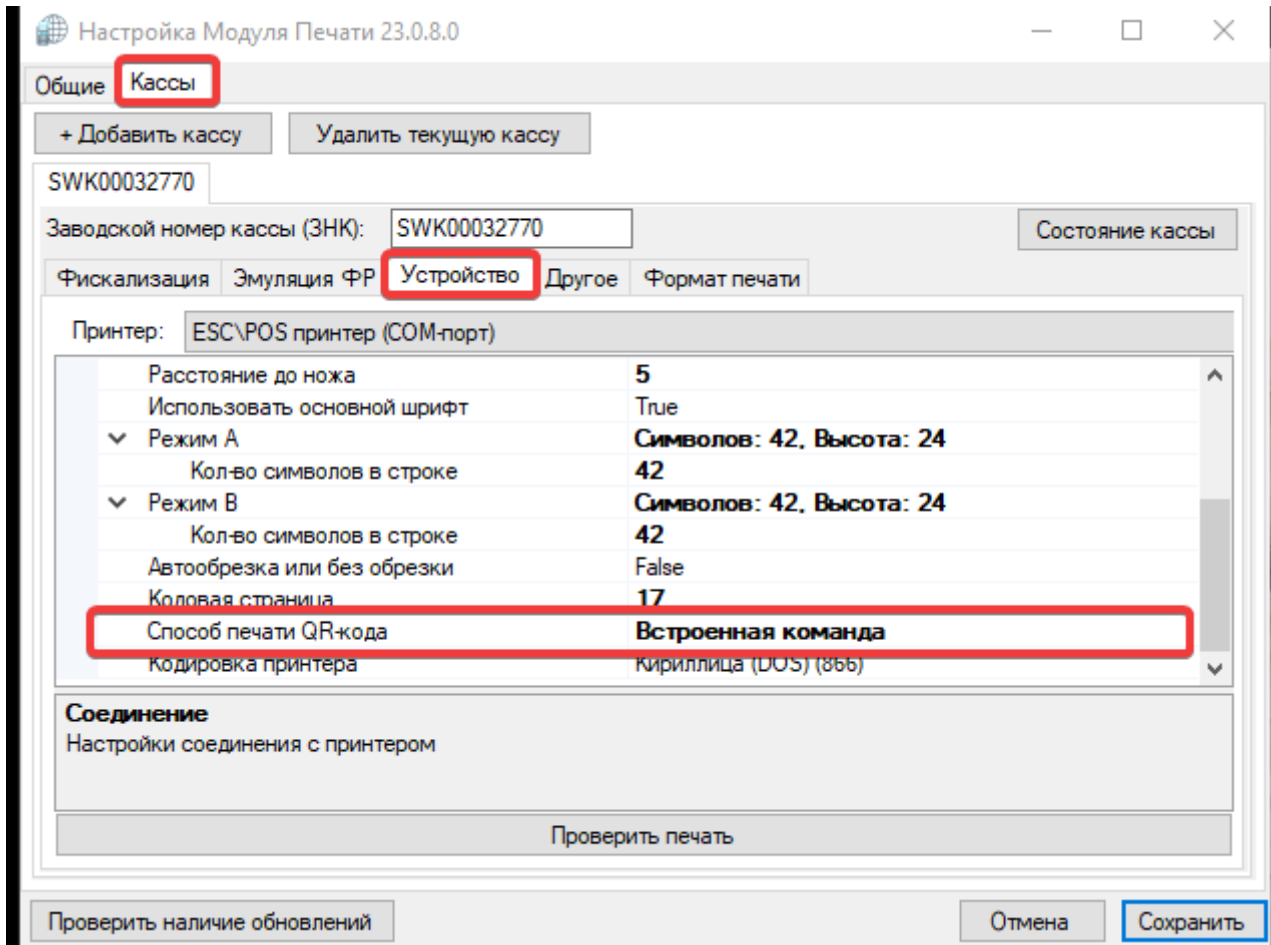 Настройка Модуля Печати 23.0.8.0
Общие Кассы
+ Добавить кассу Удалить текущую кассу
SWK00032770
Заводской номер кассы (ЗНК): SWK00032770 Состояние кассы
Фискализация Эмуляция ФР Устройство Другое Формат печати
Принтер: ESC\POS принтер (COM-порт)
Расстояние до ножа 5
Использовать основной шрифт True
Режим A Символов: 42, Высота: 24
Кол-во символов в строке 42
Режим B Символов: 42, Высота: 24
Кол-во символов в строке 42
Автообрезка или без обрезки False
Кодовая страница 17
Способ печати QR-кода Встроенная команда
Кодировка принтера Кириллица (DOS) (866)
Соединение
Настройки соединения с принтером
Проверить печать
Проверить наличие обновлений Отмена Сохранить